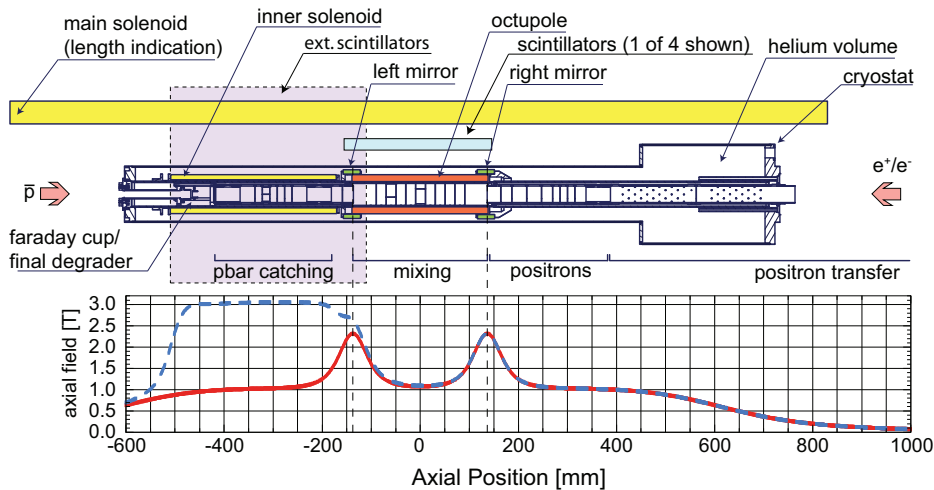 inner solenoid
octupole
main solenoid
(length indication)
ext. scintillators
scintillators (1 of 4 shown)
helium volume
left mirror
right mirror
cryostat
p̅
e⁺/e⁻
faraday cup/
final degrader
pbar catching
mixing
positrons
positron transfer
axial field [T]
3.0
2.5
2.0
1.5
1.0
0.5
0.0
-600
-400
-200
0
200
400
600
800
1000
Axial Position [mm]